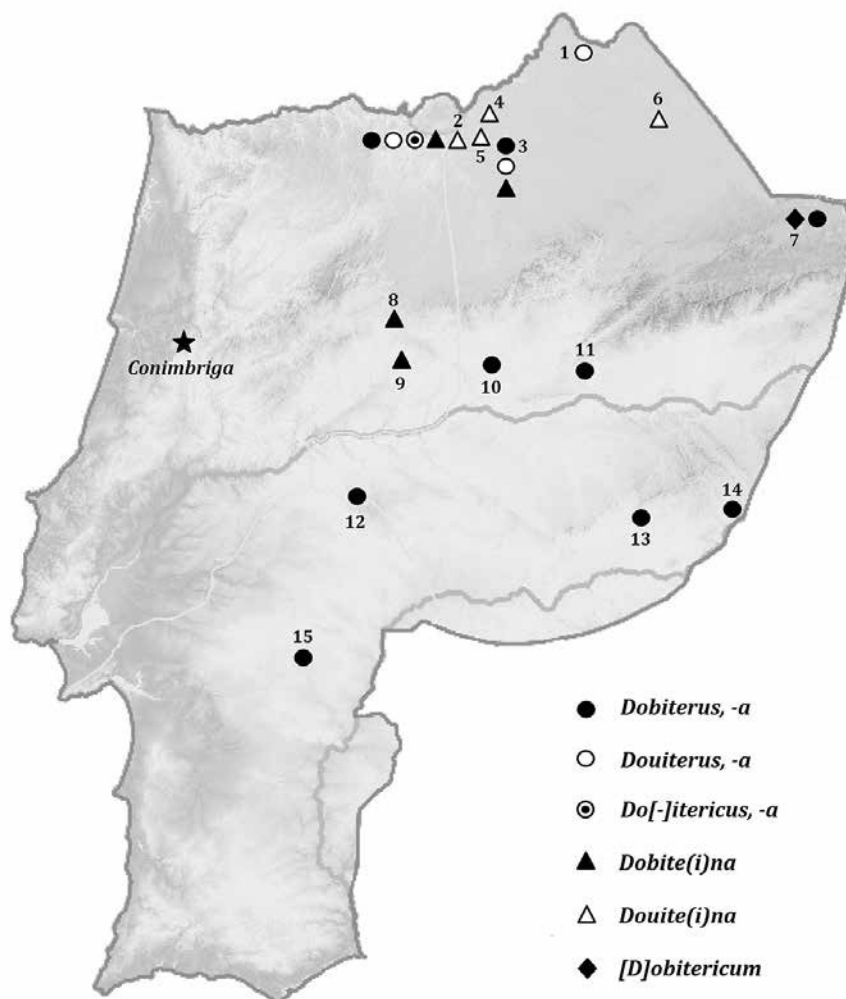 1
4
6
2
5
3
7
8
Conimbriga
9
10
11
12
13
14
15
Dobiterus, -a
Douiterus, -a
Do[-]itericus, -a
Dobite(i)na
Douite(i)na
[D]obitericum